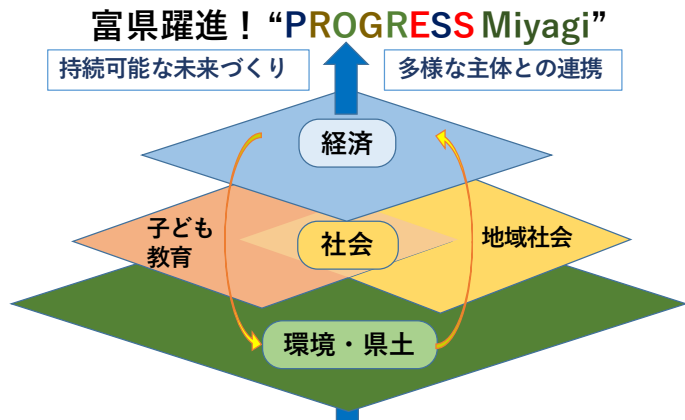 富県躍進！“PROGRESS Miyagi”
持続可能な未来づくり
多様な主体との連携
経済
子ども
教育
社会
地域社会
環境・県土